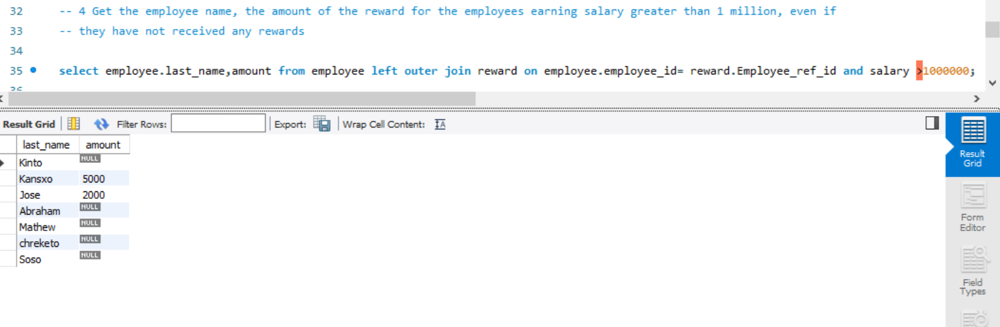 32 -- 4 Get the employee name, the amount of the reward for the employees earning salary greater than 1 million, even if
33 -- they have not received any rewards
34
35 select employee.last_name,amount from employee left outer join reward on employee.employee_id= reward.Employee_ref_id and salary >1000000;
36
Result Grid Filter Rows: Export: Wrap Cell Content: IA
last_name amount
Kinto NULL
Kansxo 5000
Jose 2000
Abraham NULL
Mathew NULL
chreketo NULL
Soso NULL
Result
Grid
Form
Editor
Field
Types